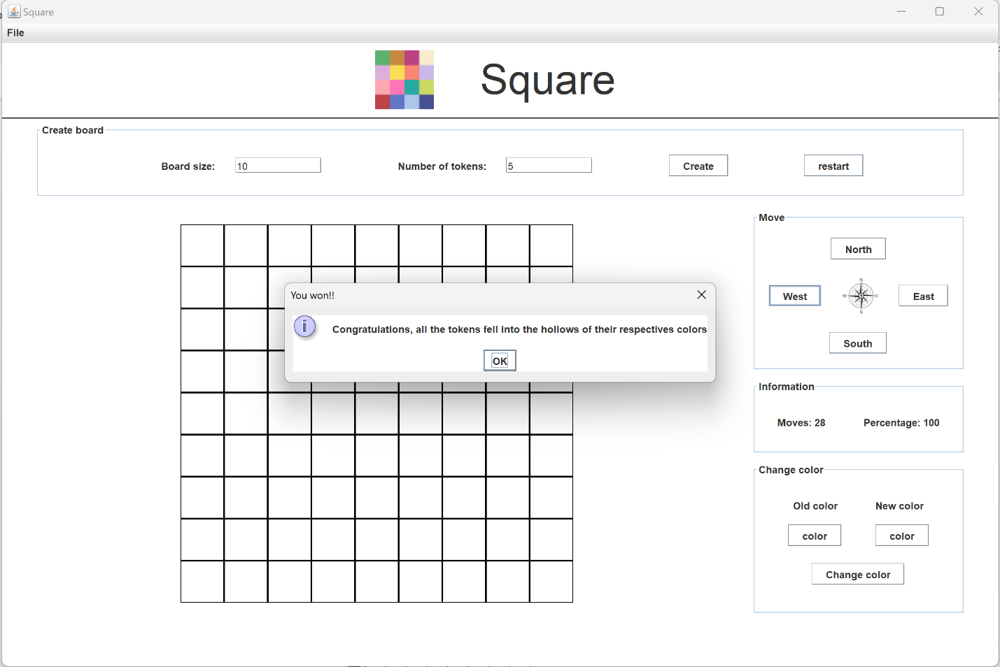 Square
File
Square
Create board
Board size: 10 Number of tokens: 5 Create restart
Move
North
N
West W E East
S
South
You won!!
Congratulations, all the tokens fell into the hollows of their respectives colors
OK
Information
Moves: 28 Percentage: 100
Change color
Old color New color
color color
Change color